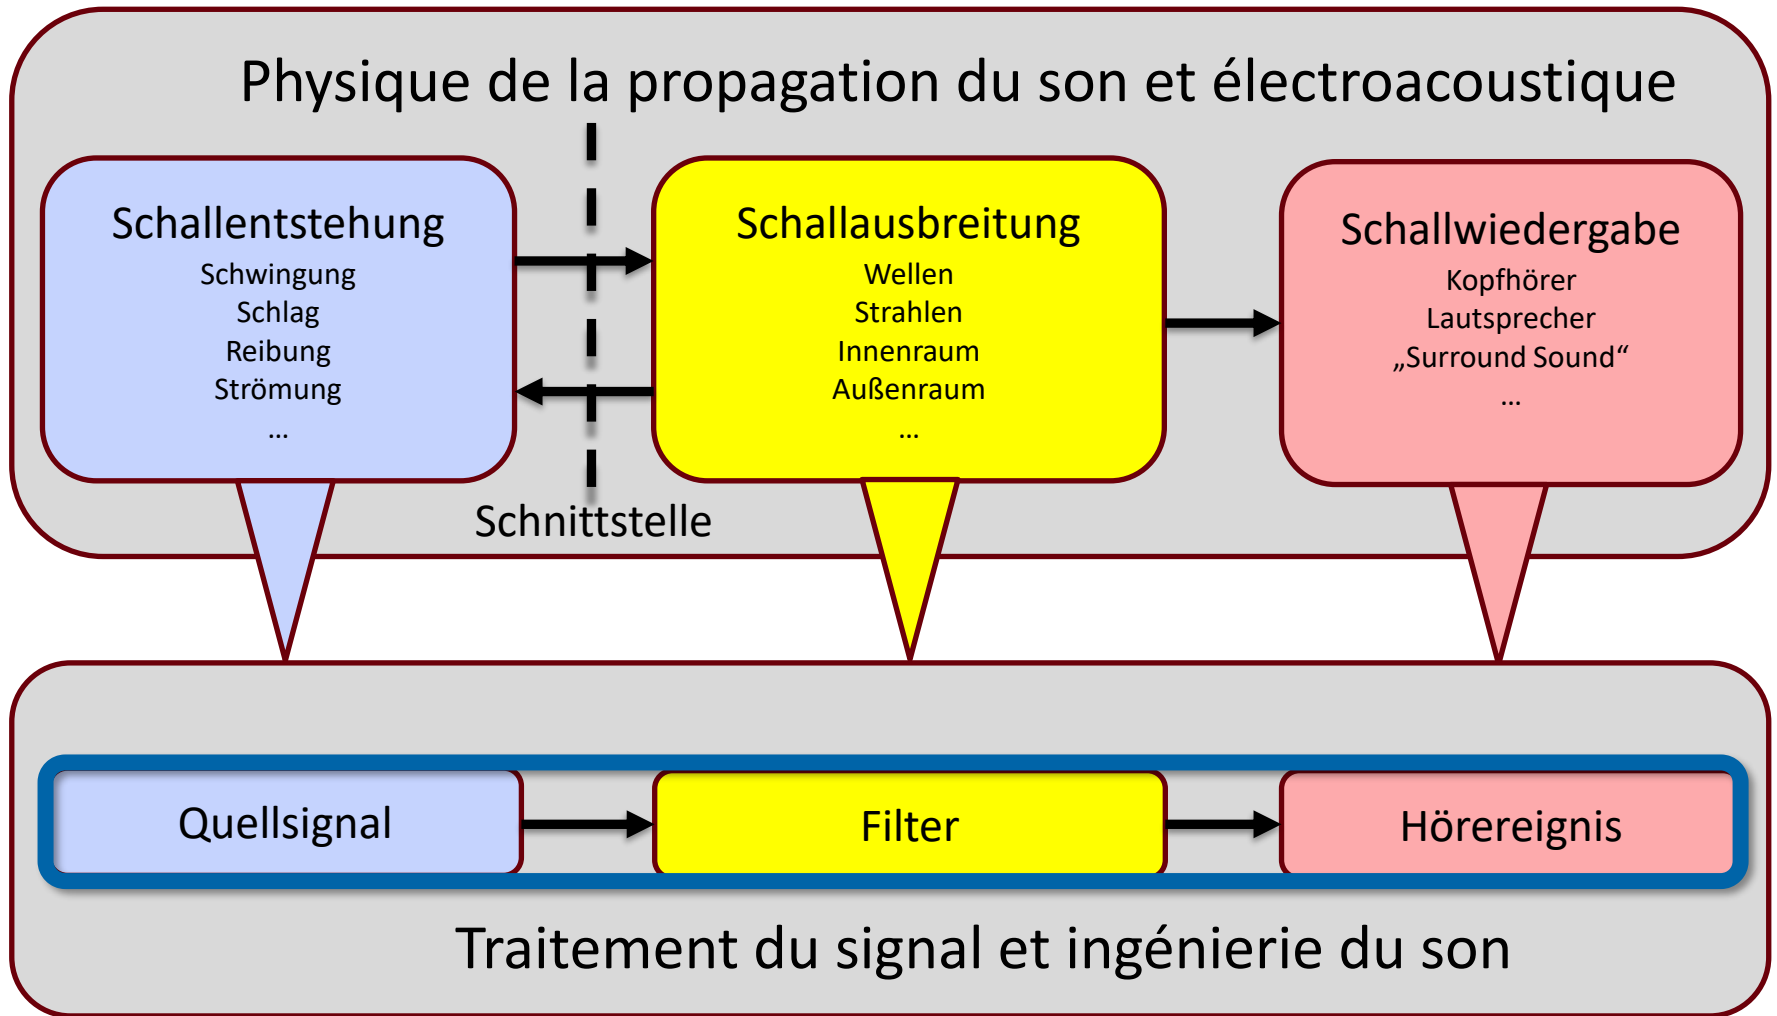 Physique de la propagation du son et électroacoustique
Schallentstehung
Schwingung
Schlag
Reibung
Strömung
...
Schnittstelle
Schallausbreitung
Wellen
Strahlen
Innenraum
Außenraum
...
Schallwiedergabe
Kopfhörer
Lautsprecher
„Surround Sound“
...
Quellsignal
Filter
Hörereignis
Traitement du signal et ingénierie du son